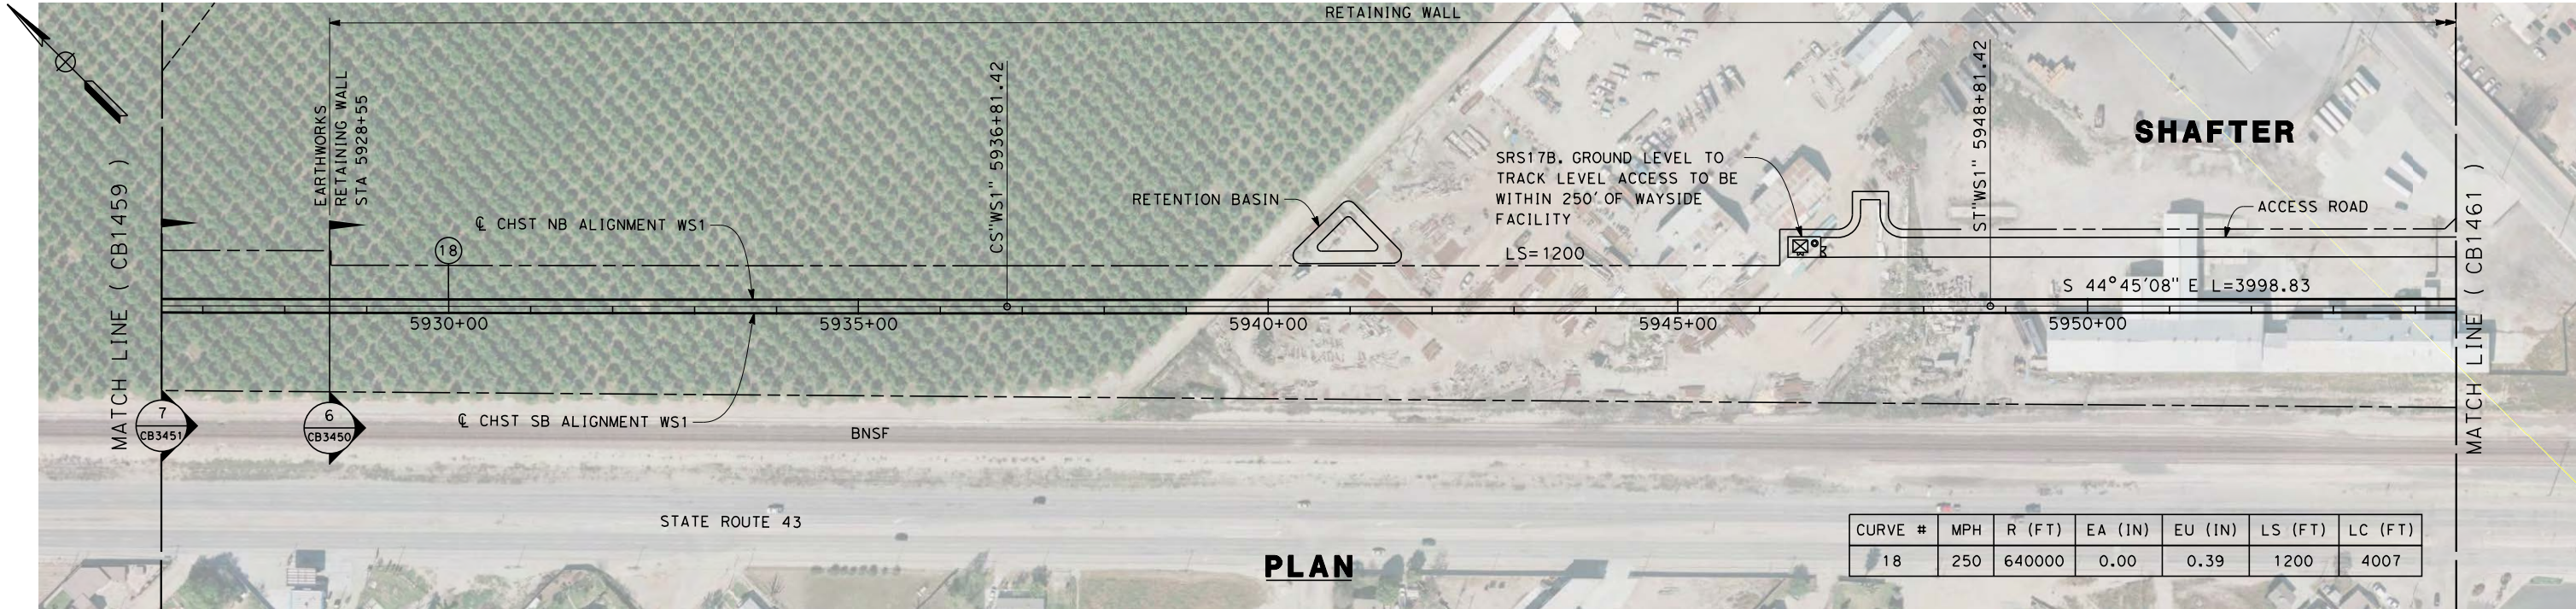 RETAINING WALL
MATCH LINE ( CB1459 )
EARTHWORKS
RETAINING WALL
STA 5928+55
CS"WS1" 5936+81.42
ST"WS1" 5948+81.42
SHAFTER
SRS17B. GROUND LEVEL TO
TRACK LEVEL ACCESS TO BE
WITHIN 250' OF WAYSIDE
FACILITY
RETENTION BASIN
ACCESS ROAD
℄ CHST NB ALIGNMENT WS1
18
LS=1200
S 44°45'08" E L=3998.83
5930+00
5935+00
5940+00
5945+00
5950+00
MATCH LINE ( CB1461 )
7
CB3451
6
CB3450
℄ CHST SB ALIGNMENT WS1
BNSF
STATE ROUTE 43
PLAN
CURVE # MPH R (FT) EA (IN) EU (IN) LS (FT) LC (FT)
18 250 640000 0.00 0.39 1200 4007